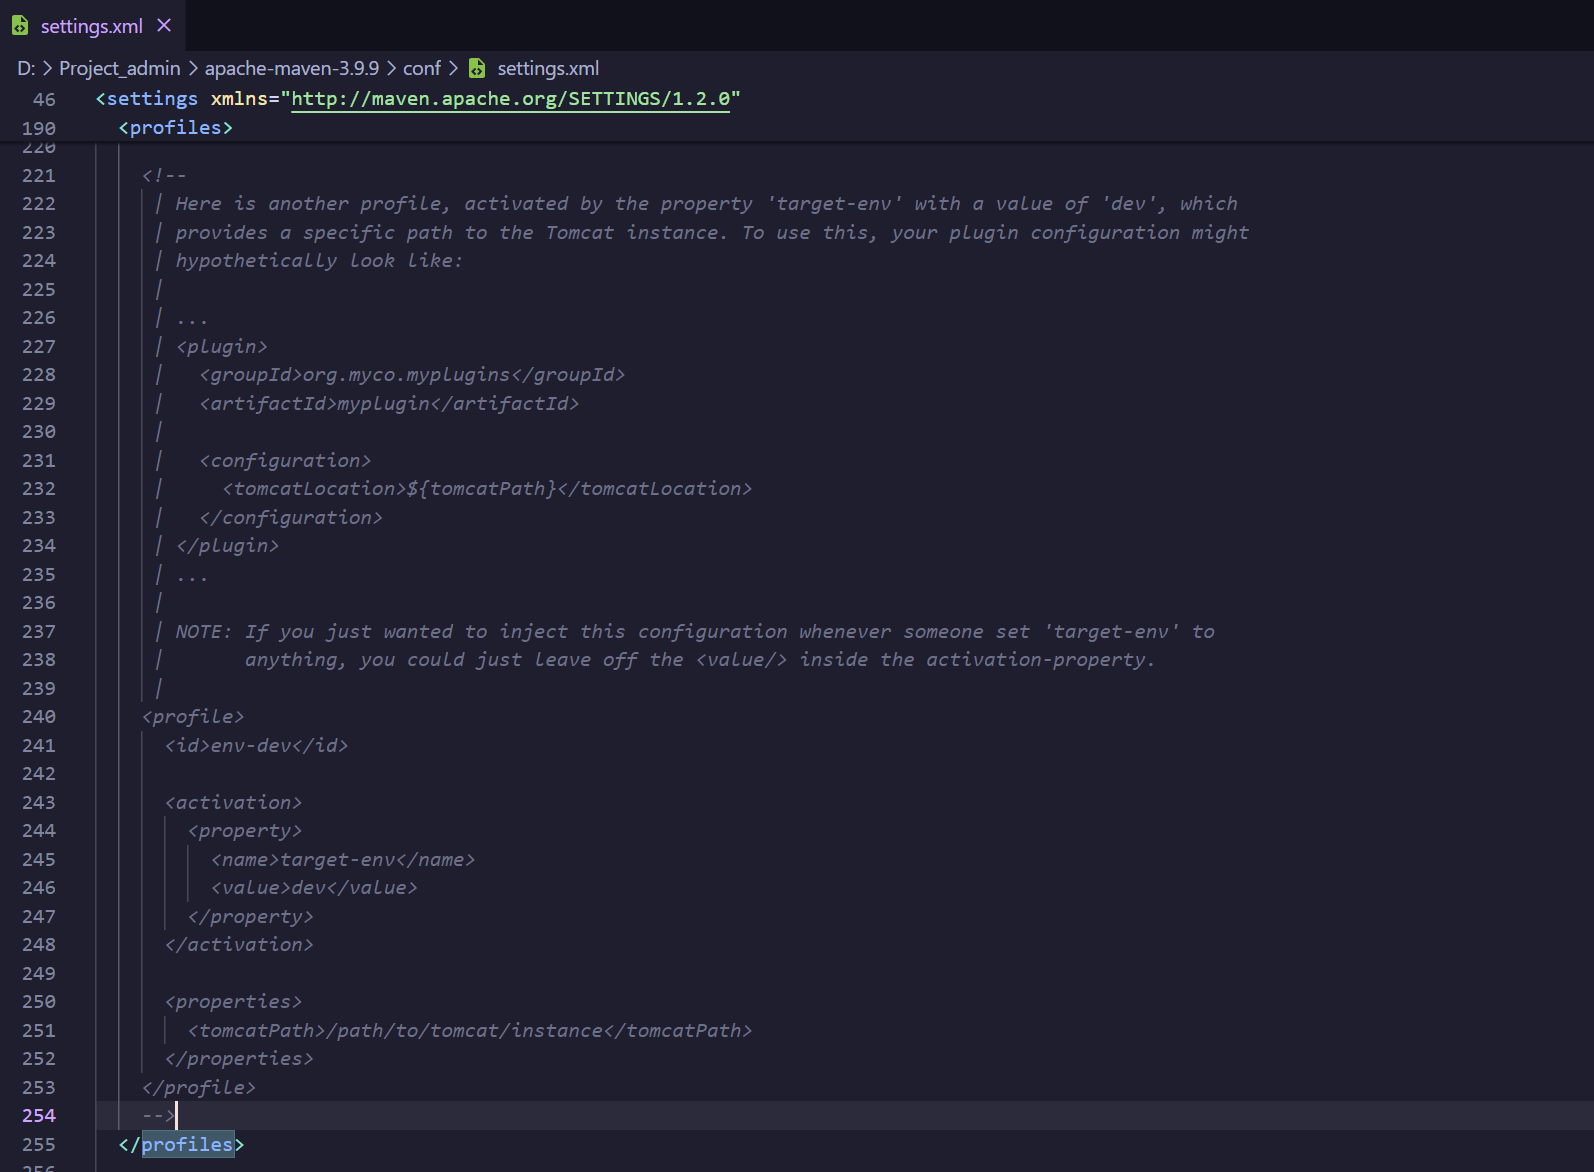 settings.xml
D: > Project_admin > apache-maven-3.9.9 > conf > settings.xml
46 <settings xmlns="http://maven.apache.org/SETTINGS/1.2.0"
190 <profiles>
220
221 <!--
222 | Here is another profile, activated by the property 'target-env' with a value of 'dev', which
223 | provides a specific path to the Tomcat instance. To use this, your plugin configuration might
224 | hypothetically look like:
225 |
226 | ...
227 | <plugin>
228 | <groupId>org.myco.myplugins</groupId>
229 | <artifactId>myplugin</artifactId>
230 |
231 | <configuration>
232 | <tomcatLocation>${tomcatPath}</tomcatLocation>
233 | </configuration>
234 | </plugin>
235 | ...
236 |
237 | NOTE: If you just wanted to inject this configuration whenever someone set 'target-env' to
238 | anything, you could just leave off the <value/> inside the activation-property.
239 |
240 <profile>
241 <id>env-dev</id>
242
243 <activation>
244 <property>
245 <name>target-env</name>
246 <value>dev</value>
247 </property>
248 </activation>
249
250 <properties>
251 <tomcatPath>/path/to/tomcat/instance</tomcatPath>
252 </properties>
253 </profile>
254 -->
255 </profiles>
256